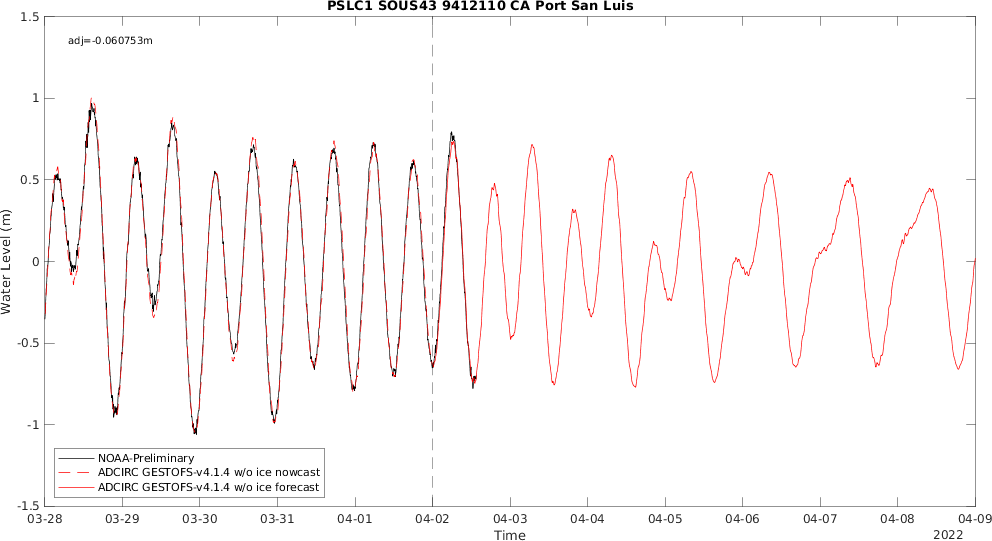 PSLC1 SOUS43 9412110 CA Port San Luis
adj=-0.060753m
1.5
1
0.5
0
-0.5
-1
-1.5
Water Level (m)
NOAA-Preliminary
ADCIRC GESTOFS-v4.1.4 w/o ice nowcast
ADCIRC GESTOFS-v4.1.4 w/o ice forecast
03-28 03-29 03-30 03-31 04-01 04-02 04-03 04-04 04-05 04-06 04-07 04-08 04-09
Time
2022